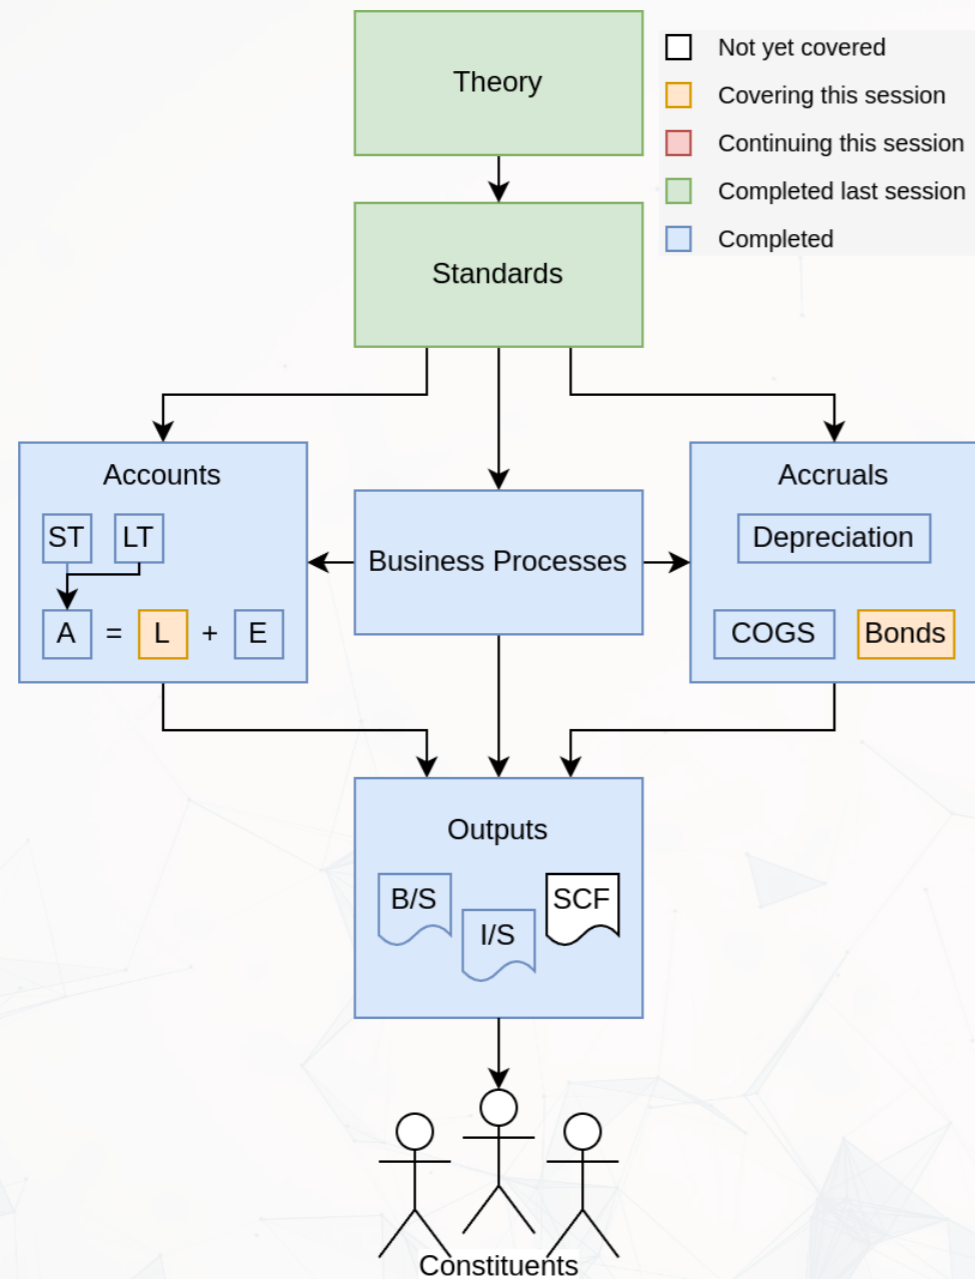 Theory
Not yet covered
Covering this session
Continuing this session
Completed last session
Completed
Standards
Accounts
ST LT
A = L + E
Business Processes
Accruals
Depreciation
COGS Bonds
Outputs
B/S
I/S
SCF
Constituents